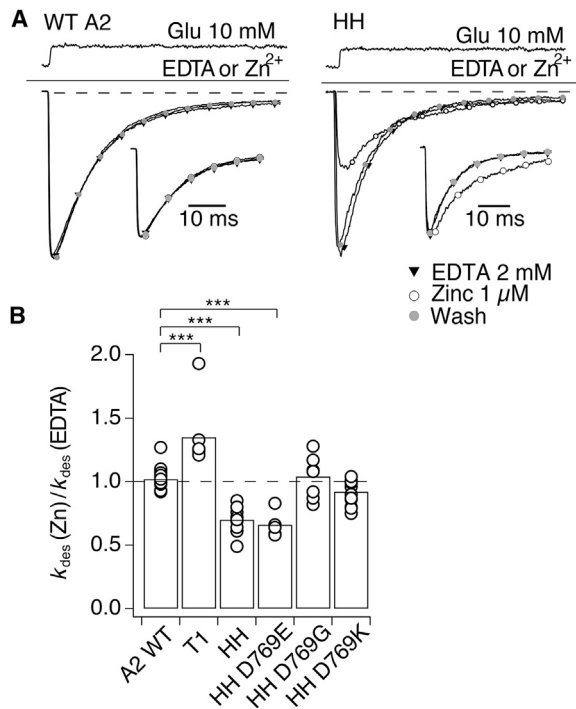 A
WT A2
Glu 10 mM
EDTA or Zn2+
10 ms
HH
Glu 10 mM
EDTA or Zn2+
10 ms
EDTA 2 mM
Zinc 1 µM
Wash
B
***
***
***
kdes (Zn) / kdes (EDTA)
2.0
1.5
1.0
0.5
0.0
A2 WT
T1
HH
HH D769E
HH D769G
HH D769K